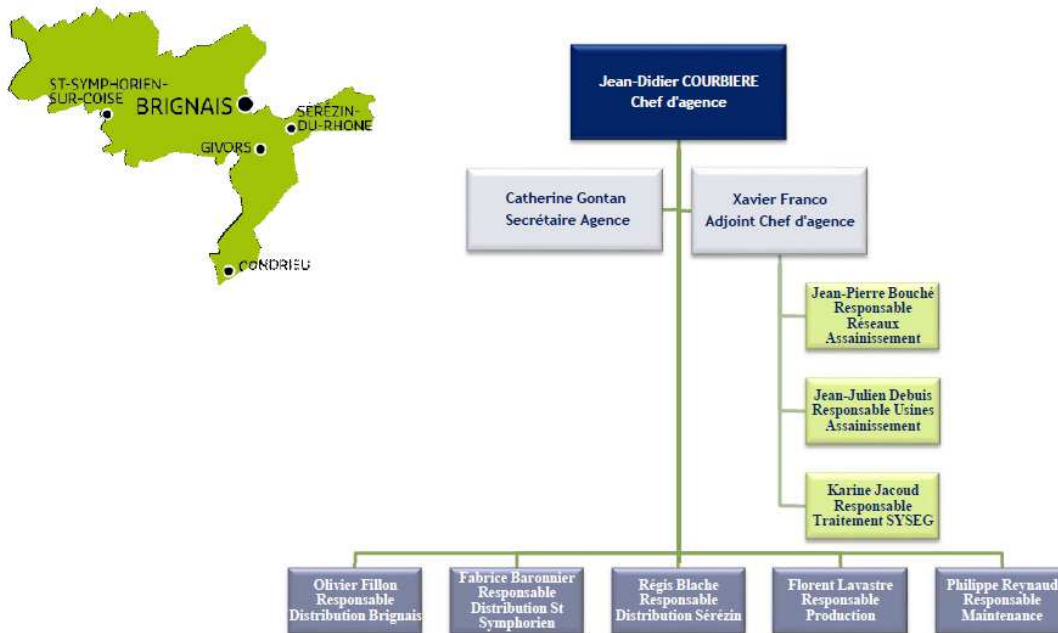 ST-SYMPHORIEN-
SUR-COISE
BRIGNAIS
SÉRÉZIN-
DU-RHONE
GIVORS
CONDRIEU
Jean-Didier COURBIERE
Chef d'agence
Catherine Gontan
Secrétaire Agence
Xavier Franco
Adjoint Chef d'agence
Jean-Pierre Bouché
Responsable
Réseaux
Assainissement
Jean-Julien Debuis
Responsable Usines
Assainissement
Karine Jacoud
Responsable
Traitement SYSEG
Olivier Fillon
Responsable
Distribution Brignais
Fabrice Baronnier
Responsable
Distribution St
Symphorien
Régis Blache
Responsable
Distribution Sérézin
Florent Lavastre
Responsable
Production
Philippe Reynaud
Responsable
Maintenance